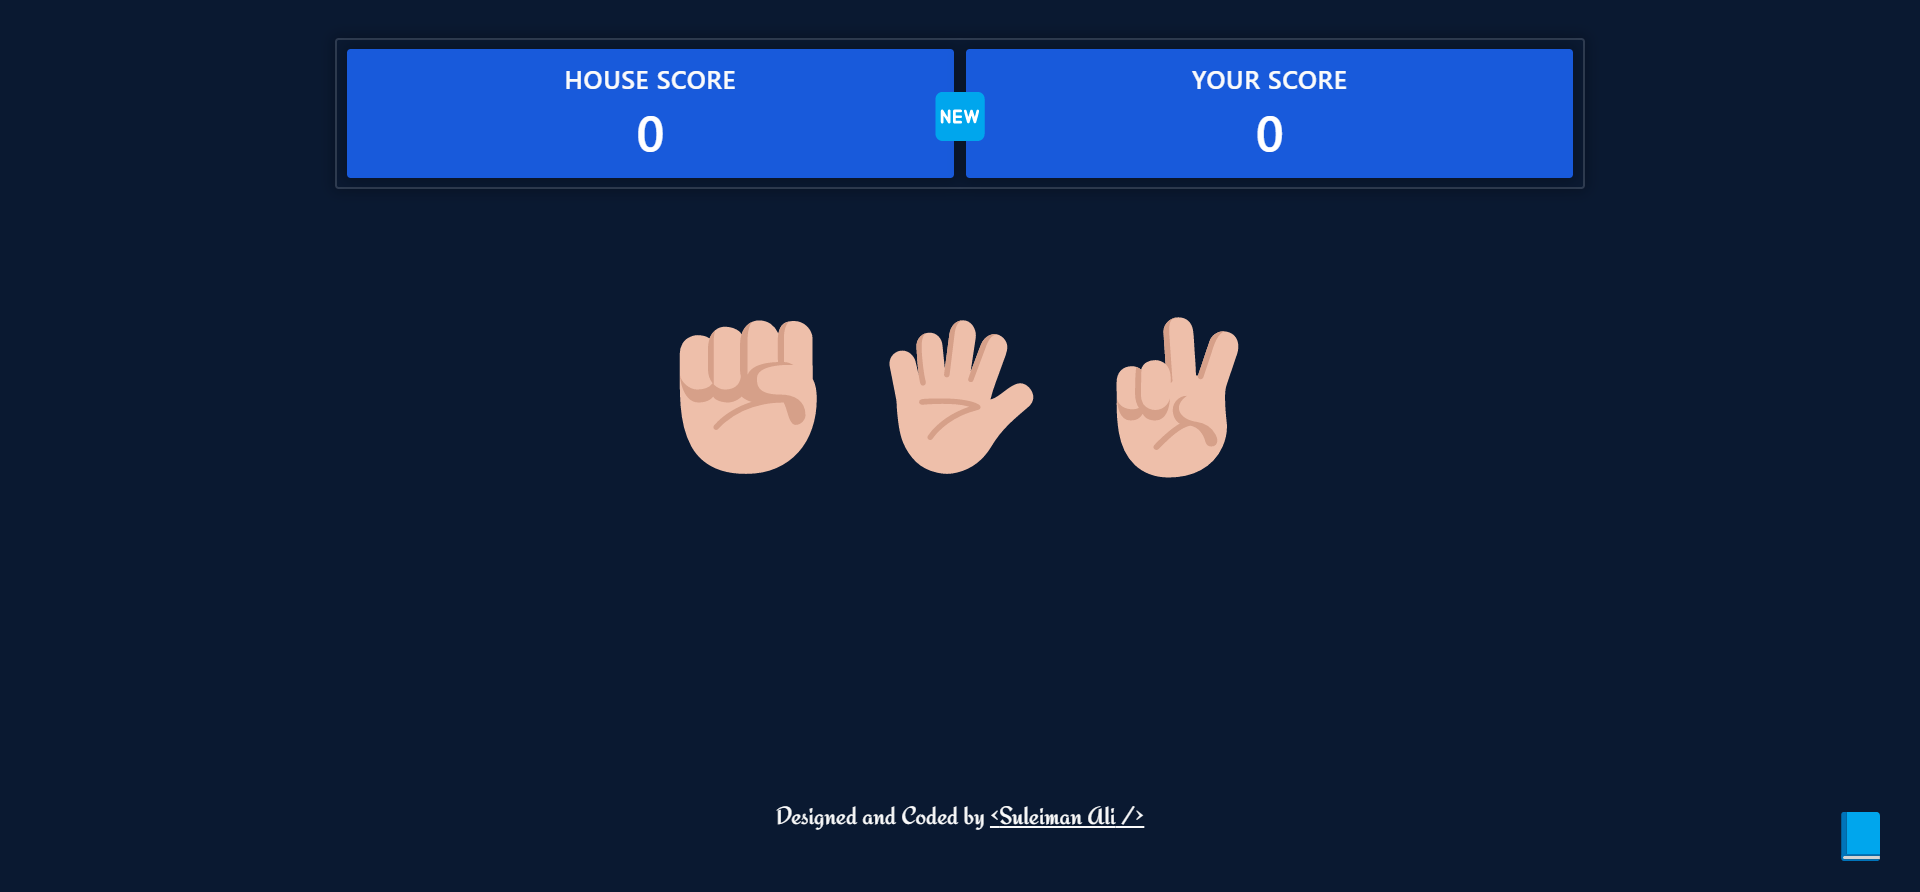 HOUSE SCORE
0
NEW
YOUR SCORE
0
Designed and Coded by <Suleiman Ali />